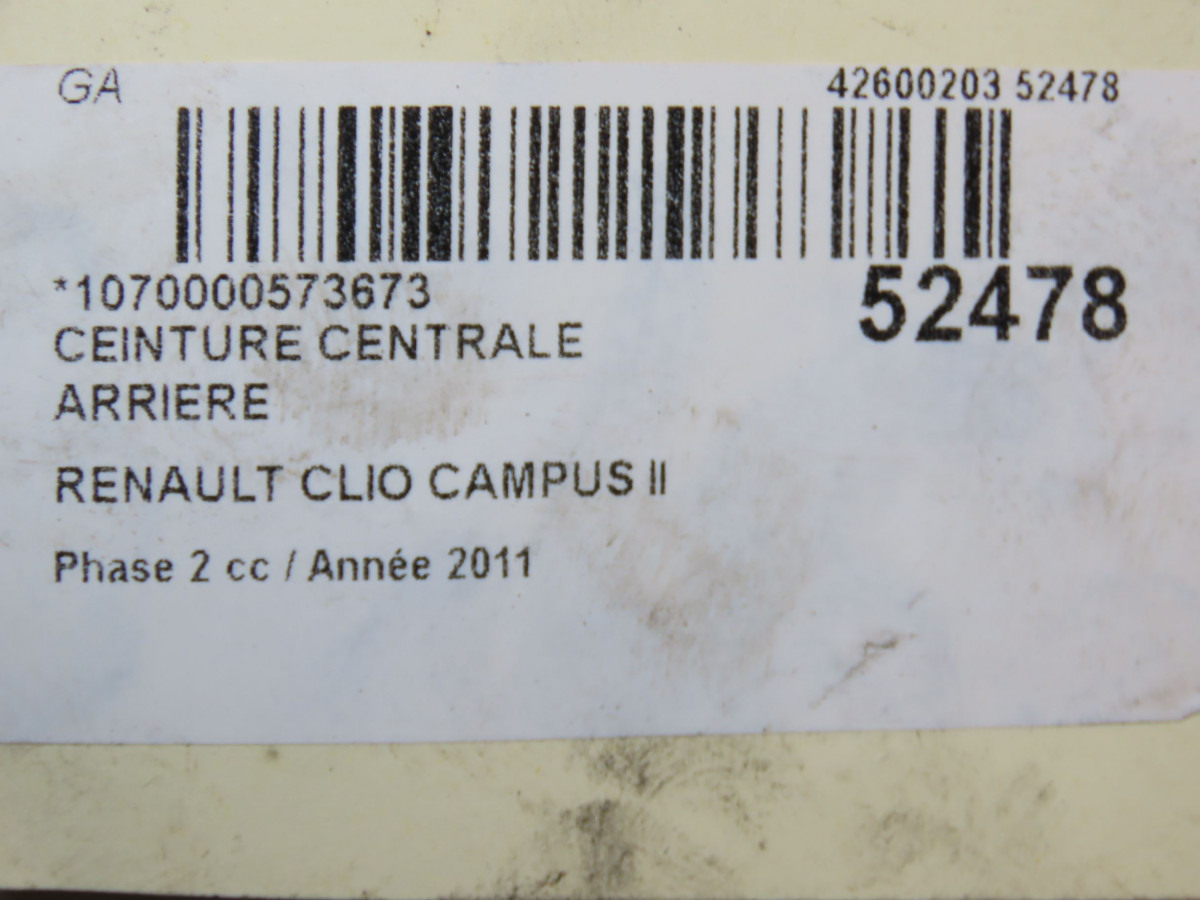 GA 42600203 52478
*1070000573673
52478
CEINTURE CENTRALE
ARRIERE
RENAULT CLIO CAMPUS II
Phase 2 cc / Année 2011